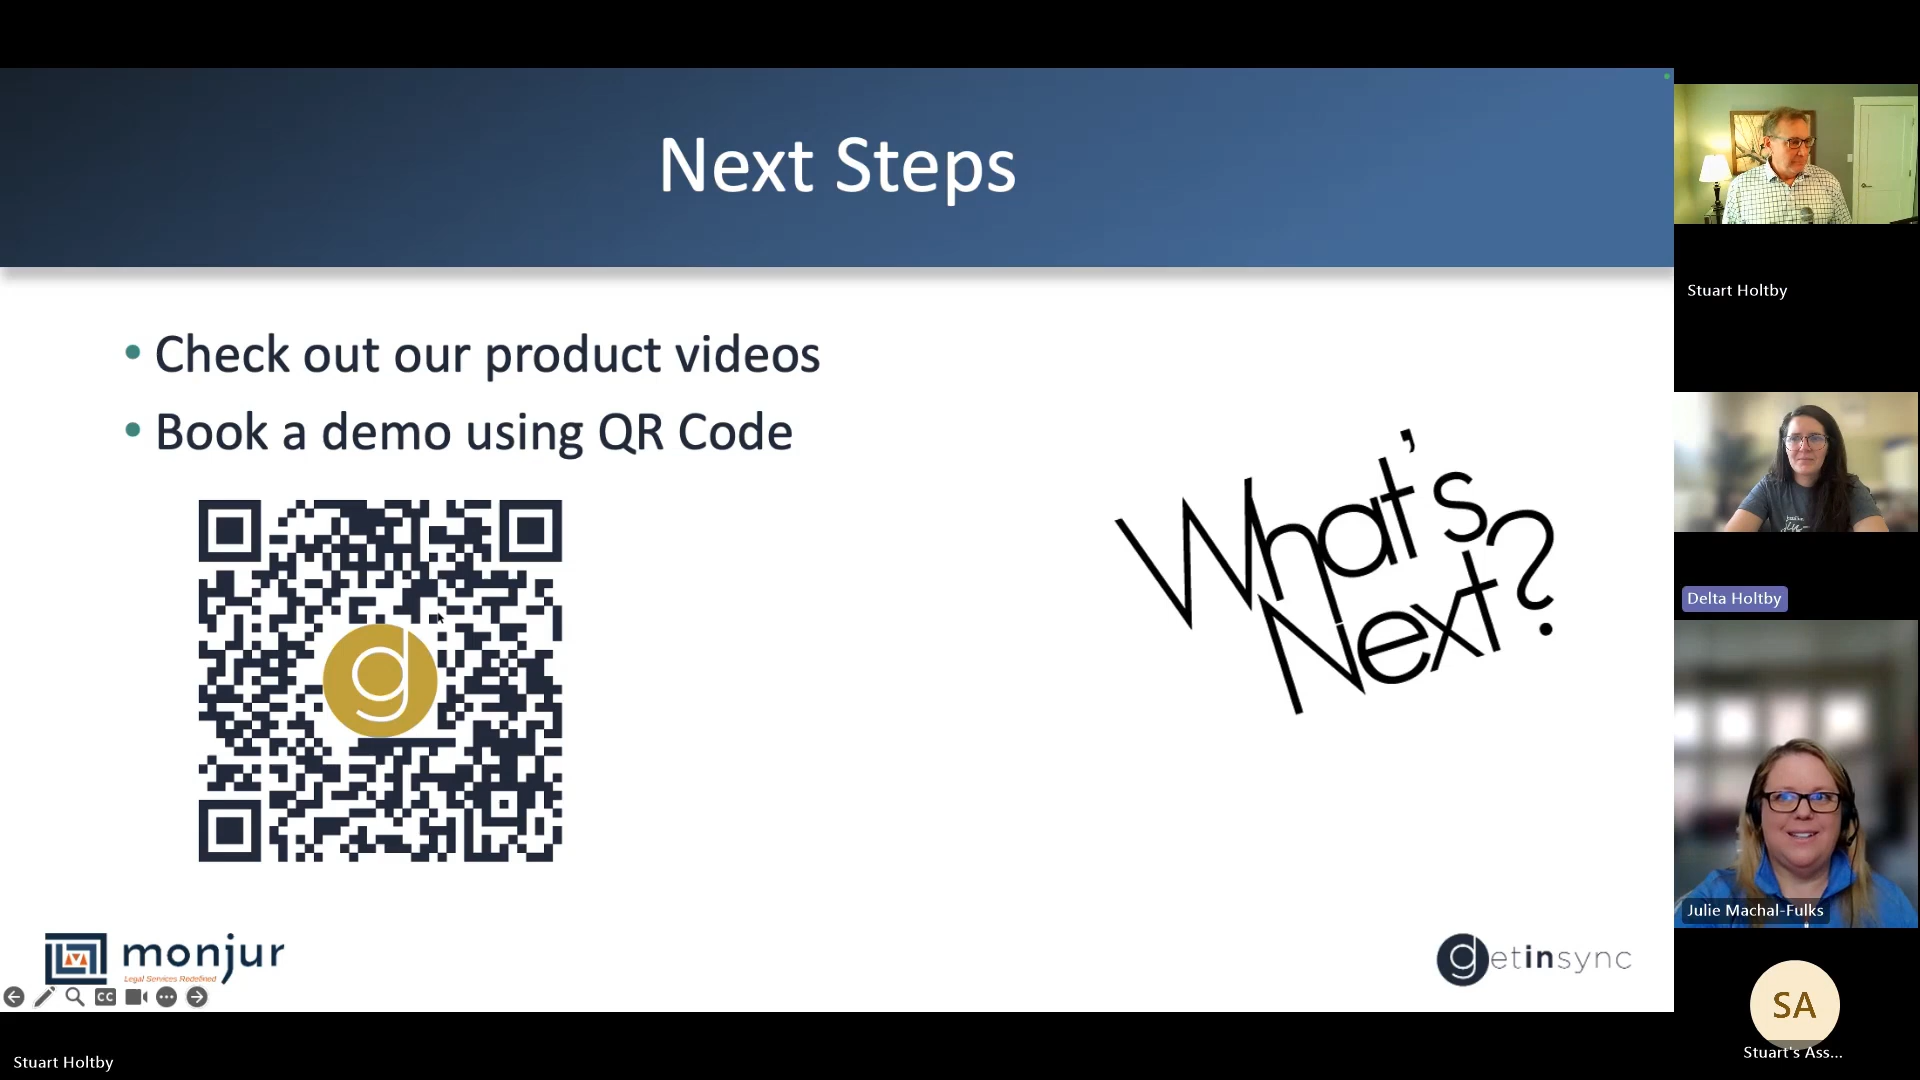 Next Steps
• Check out our product videos
• Book a demo using QR Code
What's
Next?
g
monjur
Legal Services Redefined
getinsync
CC
Stuart Holtby
Stuart Holtby
Delta Holtby
Julie Machal-Fulks
SA
Stuart's Ass...